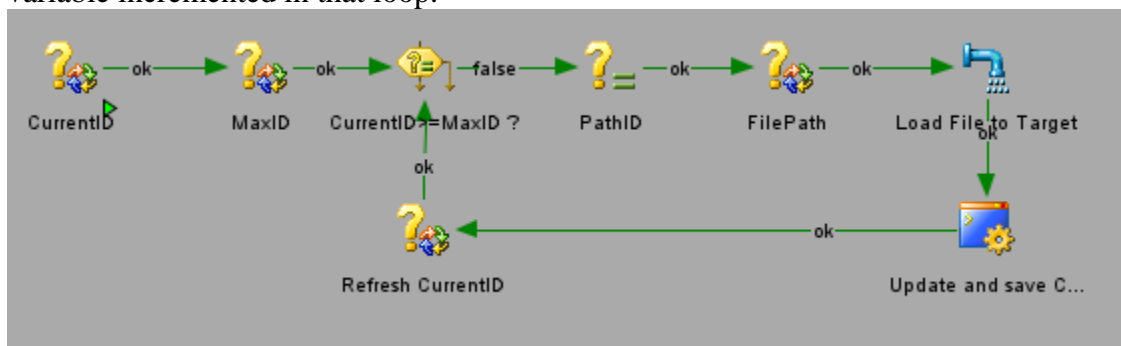 variable incremented in that loop.
ok ok false ok ok
CurrentID MaxID CurrentID>=MaxID ? PathID FilePath Load File to Target
ok
ok
ok
Refresh CurrentID Update and save C...